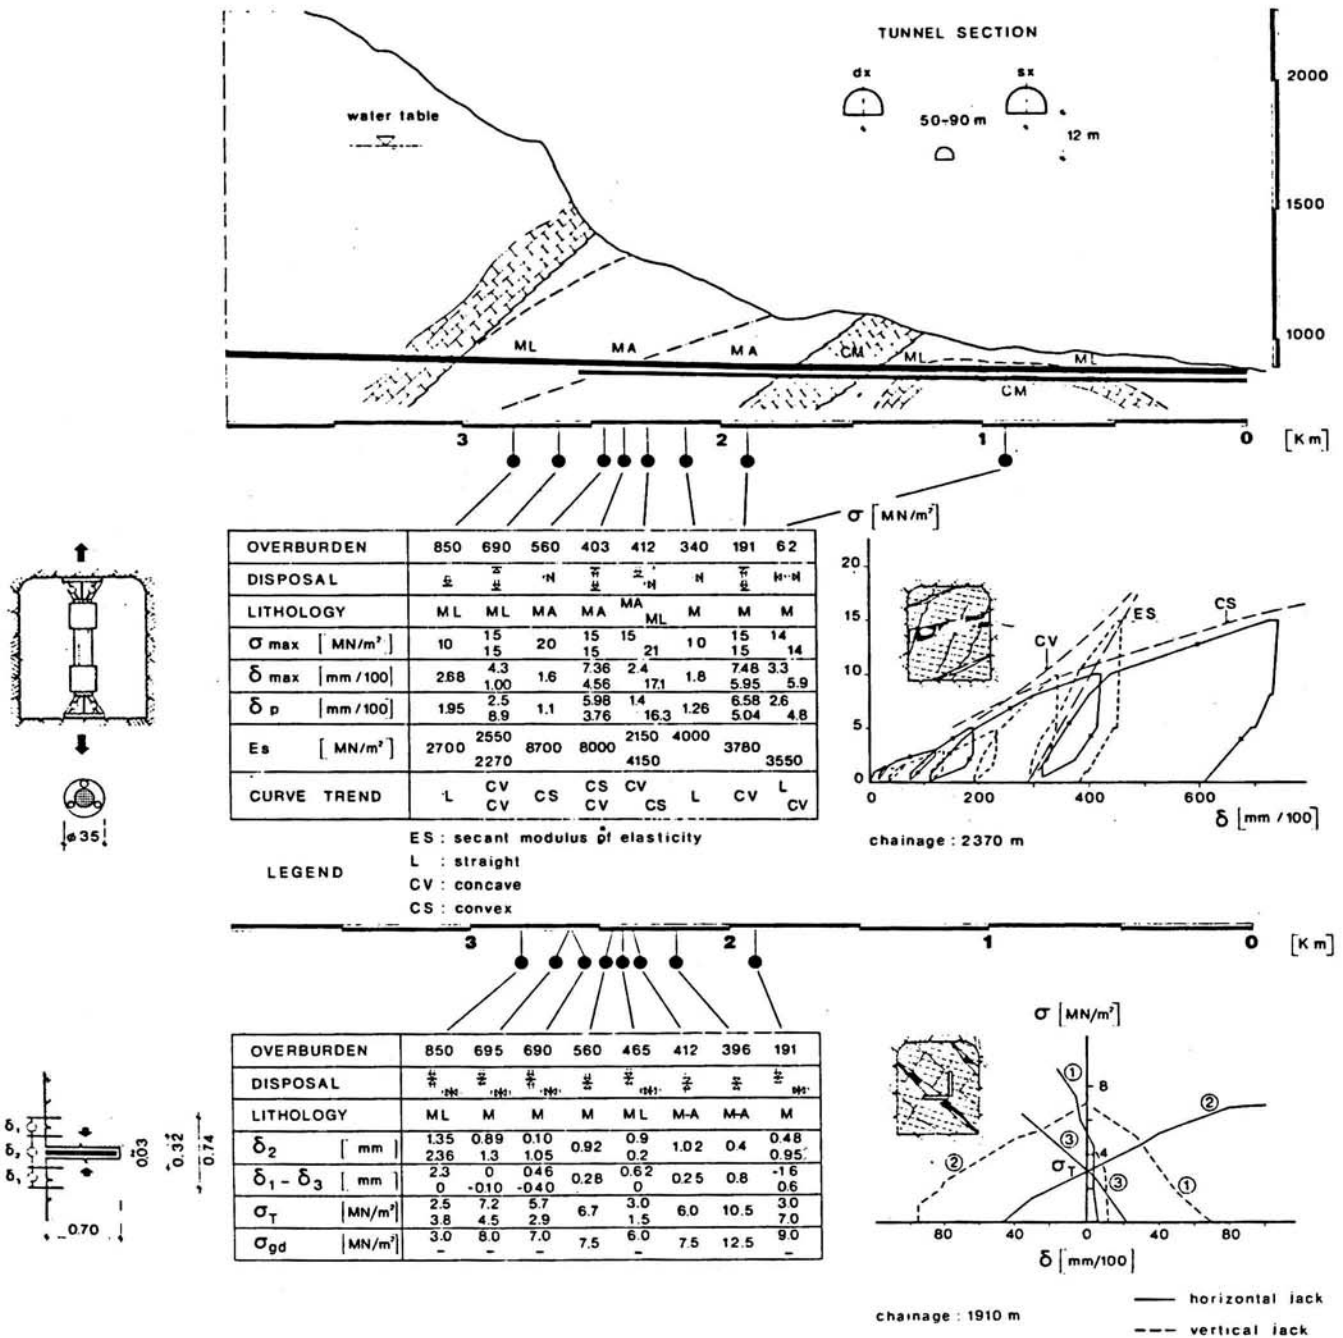 TUNNEL SECTION
dx
sx
50-90 m
12 m
water table
2000
1500
1000
ML MA MA CM ML ML
CM
3 2 1 0 [Km]
OVERBURDEN 850 690 560 403 412 340 191 62
DISPOSAL
LITHOLOGY ML ML MA MA MA ML M M M
σ max [MN/m²] 10 15 15 20 15 15 15 21 10 15 15 14 14
δ max [mm/100] 2.68 4.3 1.00 1.6 7.36 4.56 2.4 17.1 1.8 7.48 5.95 3.3 5.9
δ p [mm/100] 1.95 2.5 8.9 1.1 5.98 3.76 1.4 16.3 1.26 6.58 5.04 2.6 4.8
Es [MN/m²] 2700 2550 2270 8700 8000 2150 4150 4000 3780 3550
CURVE TREND L CV CV CS CS CV CV CS L CV L CV
ø 35
σ [MN/m²]
20
15
10
5
0
CV
ES
CS
0 200 400 600
δ [mm/100]
chainage : 2370 m
LEGEND
ES : secant modulus of elasticity
L : straight
CV : concave
CS : convex
3 2 1 0 [Km]
OVERBURDEN 850 695 690 560 465 412 396 191
DISPOSAL
LITHOLOGY ML M M M ML M-A M-A M
δ₂ [mm] 1.35 2.36 0.89 1.3 0.10 1.05 0.92 0.9 0.2 1.02 0.4 0.48 0.95
δ₁ - δ₃ [mm] 2.3 0 0 -0.10 0.46 -0.40 0.28 0.62 0 0.25 0.8 -1.6 0.6
σT [MN/m²] 2.5 3.8 7.2 4.5 5.7 2.9 6.7 3.0 1.5 6.0 10.5 3.0 7.0
σgd [MN/m²] 3.0 - 8.0 - 7.0 - 7.5 6.0 - 7.5 12.5 9.0 -
δ₁
δ₂
0.03
0.32
0.74
0.70
σ [MN/m²]
① 8
②
③ 4
② σT
③ ①
80 40 0 40 80
δ [mm/100]
chainage : 1910 m
horizontal jack
vertical jack